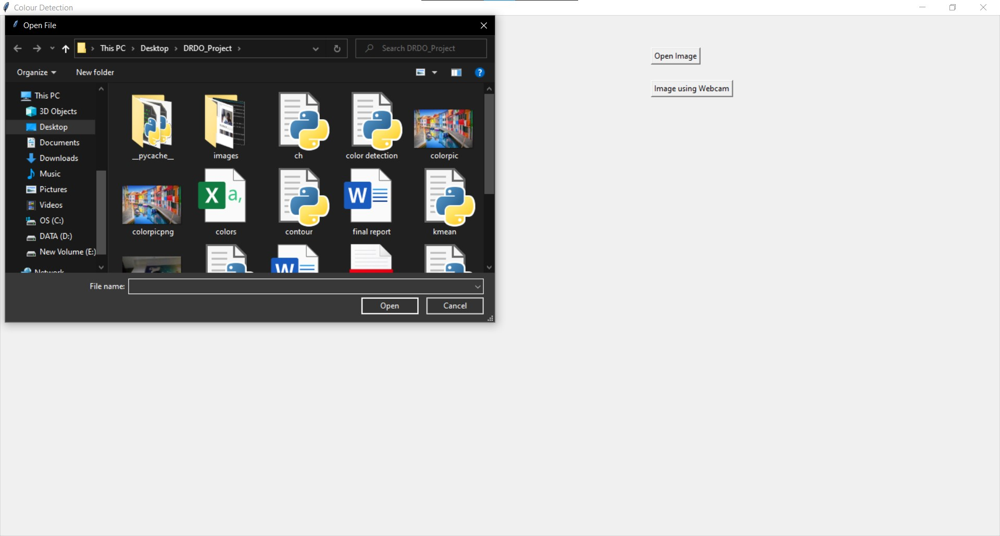 Colour Detection
Open File
This PC > Desktop > DRDO_Project >
Search DRDO_Project
Organize
New folder
?
This PC
3D Objects
Desktop
Documents
Downloads
Music
Pictures
Videos
OS (C:)
DATA (D:)
New Volume (E:)
Network
__pycache__
images
ch
color detection
colorpic
X a,
W
colorpicpng
colors
contour
final report
kmean
W
File name:
Open
Cancel
Open Image
Image using Webcam